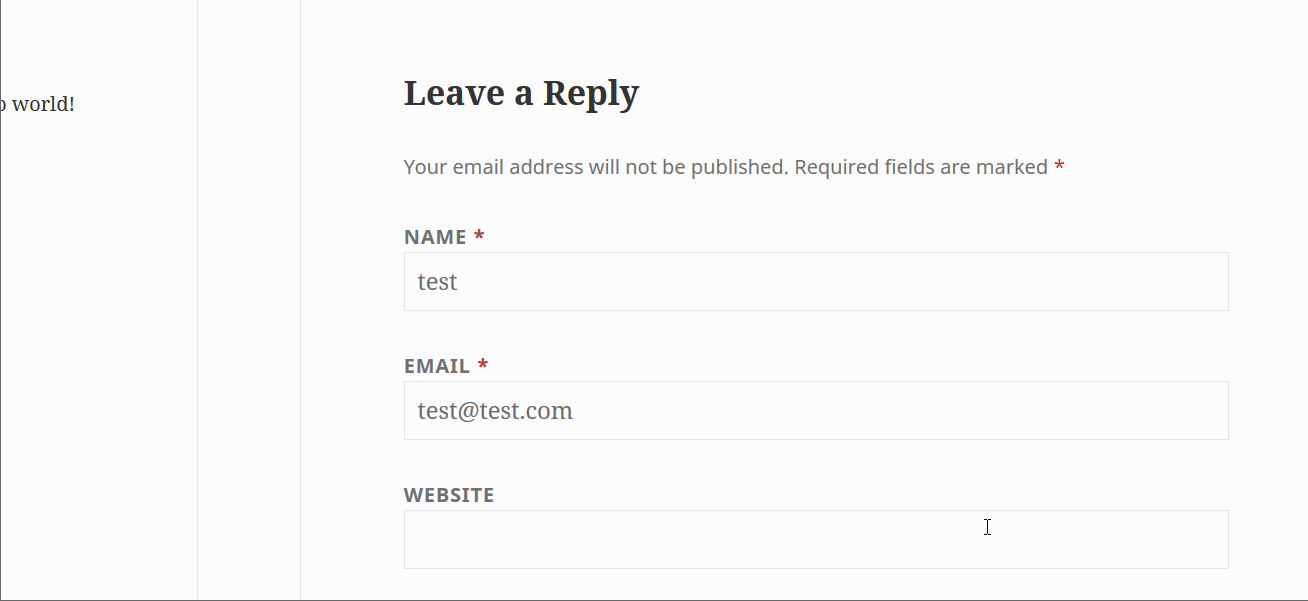 world!
Leave a Reply
Your email address will not be published. Required fields are marked *
NAME *
test
EMAIL *
test@test.com
WEBSITE